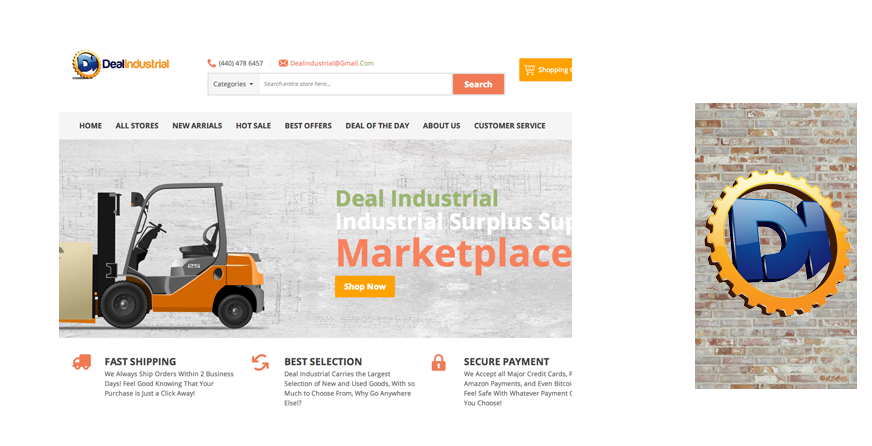 DealIndustrial
(440) 478 6457
Dealindustrial@Gmail.Com
Shopping
Categories
Search entire store here...
Search
HOME ALL STORES NEW ARRIALS HOT SALE BEST OFFERS DEAL OF THE DAY ABOUT US CUSTOMER SERVICE
Deal Industrial
Industrial Surplus
Marketplace
Shop Now
25
FAST SHIPPING
We Always Ship Orders Within 2 Business
Days! Feel Good Knowing That Your
Purchase is Just a Click Away!
BEST SELECTION
Deal Industrial Carries the Largest
Selection of New and Used Goods, With so
Much to Choose From, Why Go Anywhere
Else!?
SECURE PAYMENT
We Accept all Major Credit Cards,
Amazon Payments, and Even
Feel Safe With Whatever Payment
You Choose!
DI